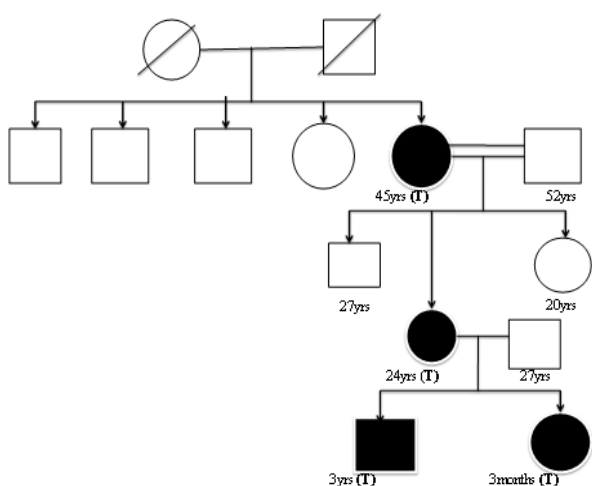 45yrs (T)
52yrs
27yrs
20yrs
24yrs (T)
27yrs
3yrs (T)
3months (T)